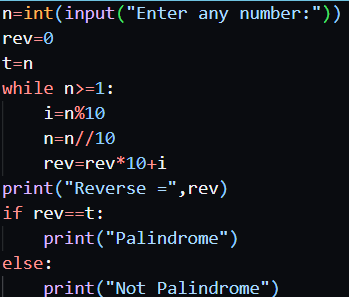 n=int(input("Enter any number:"))
rev=0
t=n
while n>=1:
    i=n%10
    n=n//10
    rev=rev*10+i
print("Reverse =",rev)
if rev==t:
    print("Palindrome")
else:
    print("Not Palindrome")